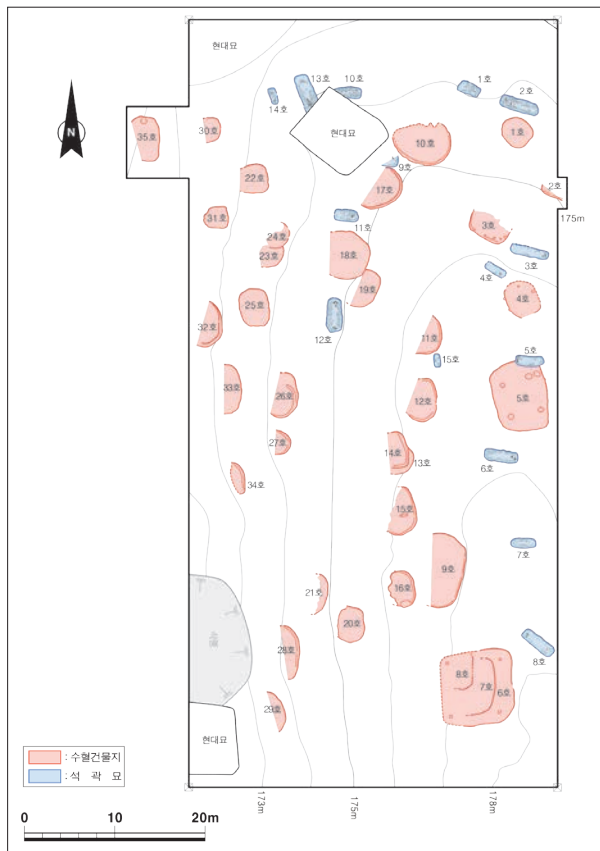 현대묘
13호
10호
1호
2호
14호
현대묘
35호
30호
10호
1호
9호
22호
17호
2호
175m
31호
11호
3호
24호
23호
18호
3호
4호
19호
4호
25호
32호
12호
11호
5호
15호
33호
26호
12호
5호
27호
14호
13호
6호
34호
15호
7호
9호
21호
16호
20호
28호
8호
8호
7호
6호
29호
현대묘
: 수혈건물지
: 석 곽 묘
N
173m
175m
178m
0
10
20m